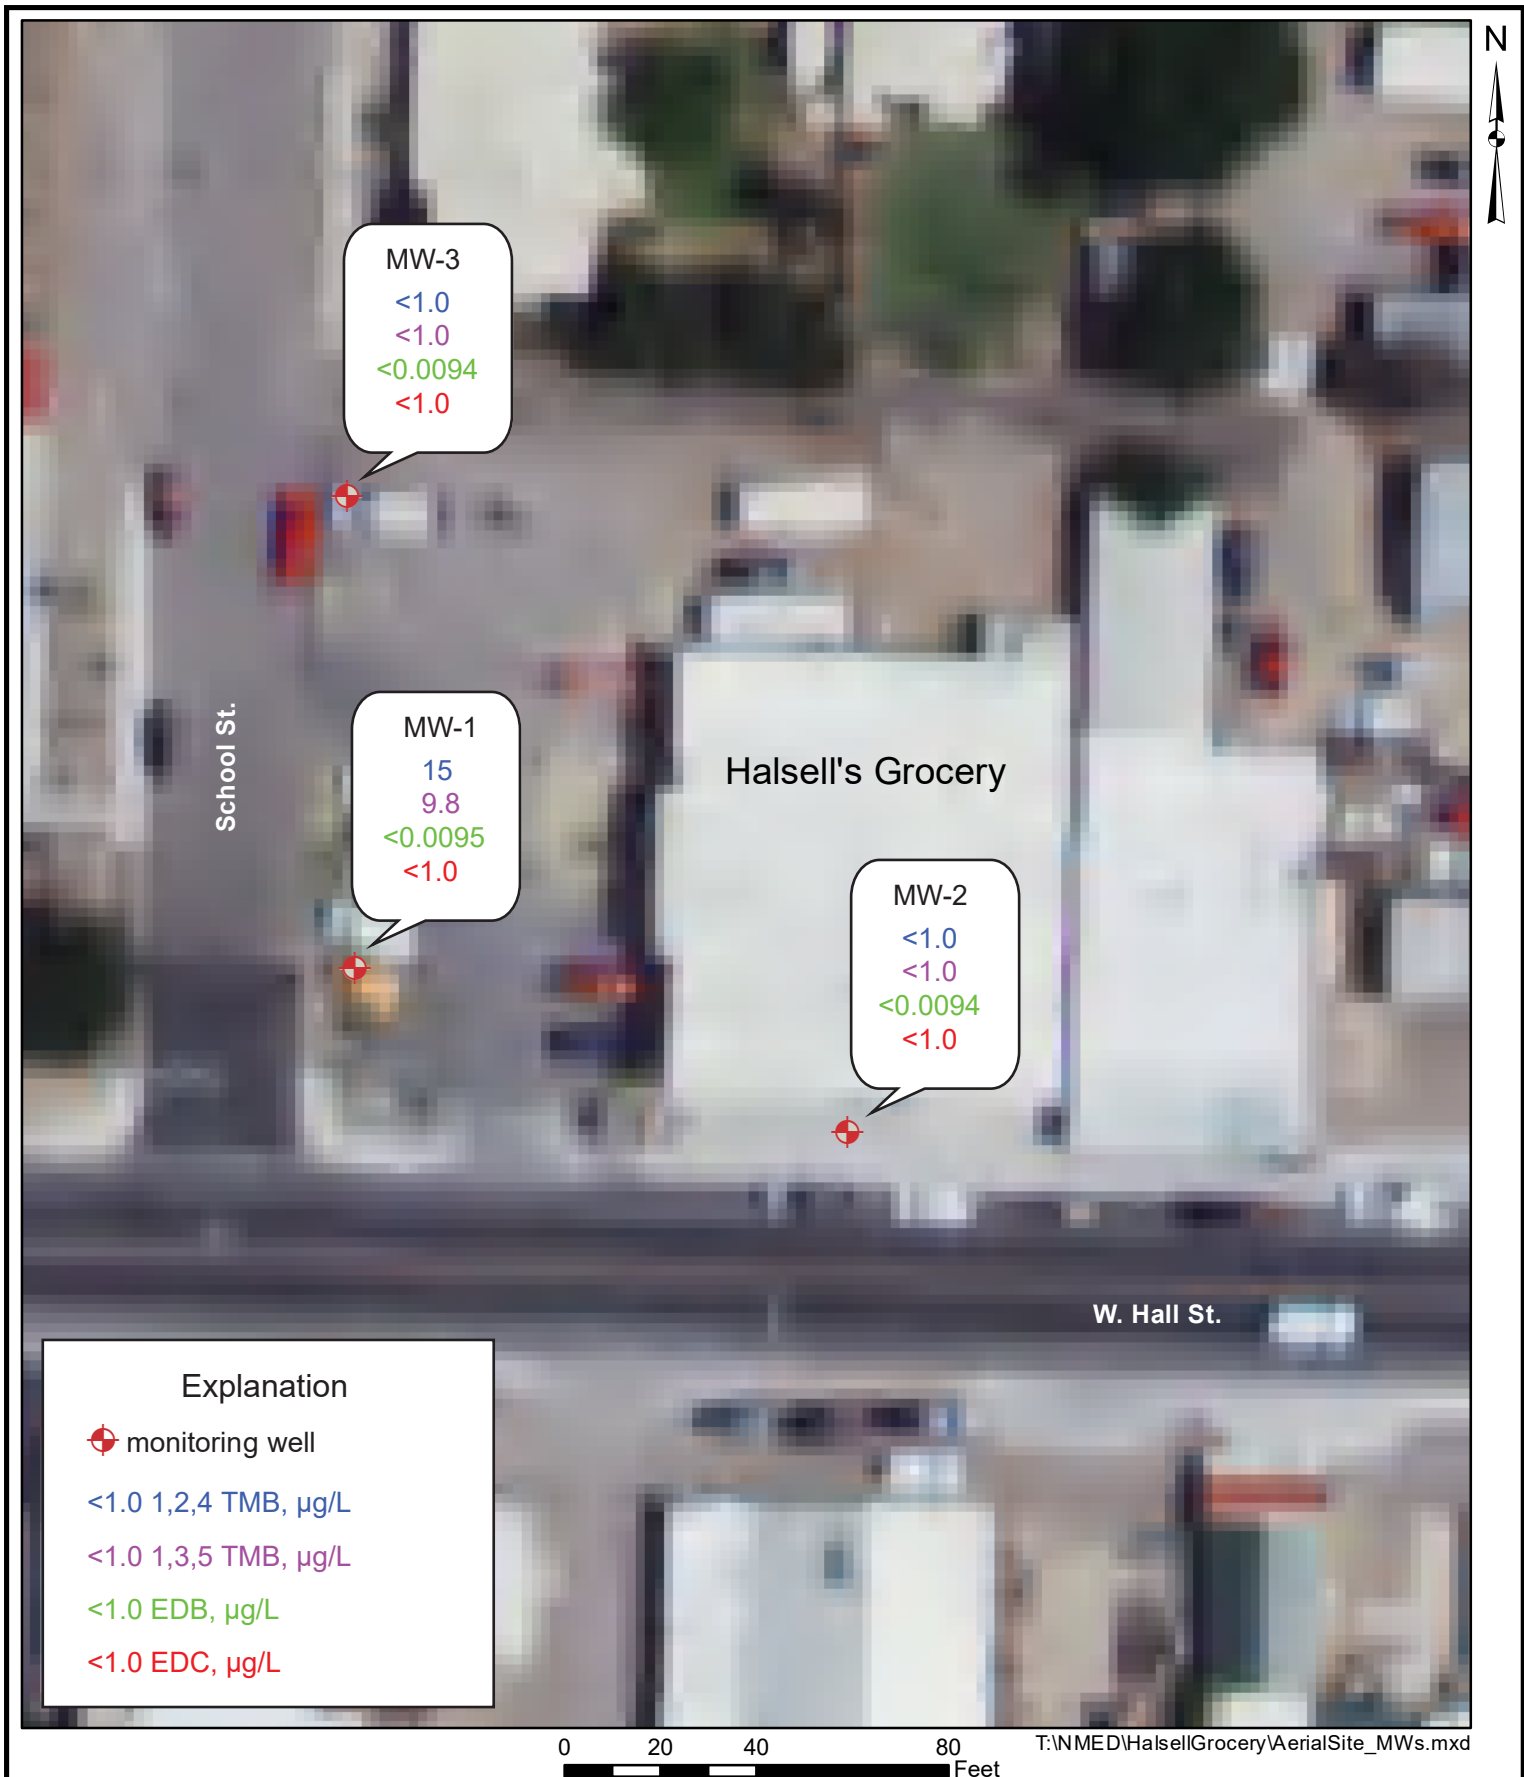 N
MW-3
<1.0
<1.0
<0.0094
<1.0
School St.
MW-1
15
9.8
<0.0095
<1.0
Halsell's Grocery
MW-2
<1.0
<1.0
<0.0094
<1.0
W. Hall St.
Explanation
monitoring well
<1.0 1,2,4 TMB, µg/L
<1.0 1,3,5 TMB, µg/L
<1.0 EDB, µg/L
<1.0 EDC, µg/L
0 20 40 80 Feet
T:\NMED\HalsellGrocery\AerialSite_MWs.mxd